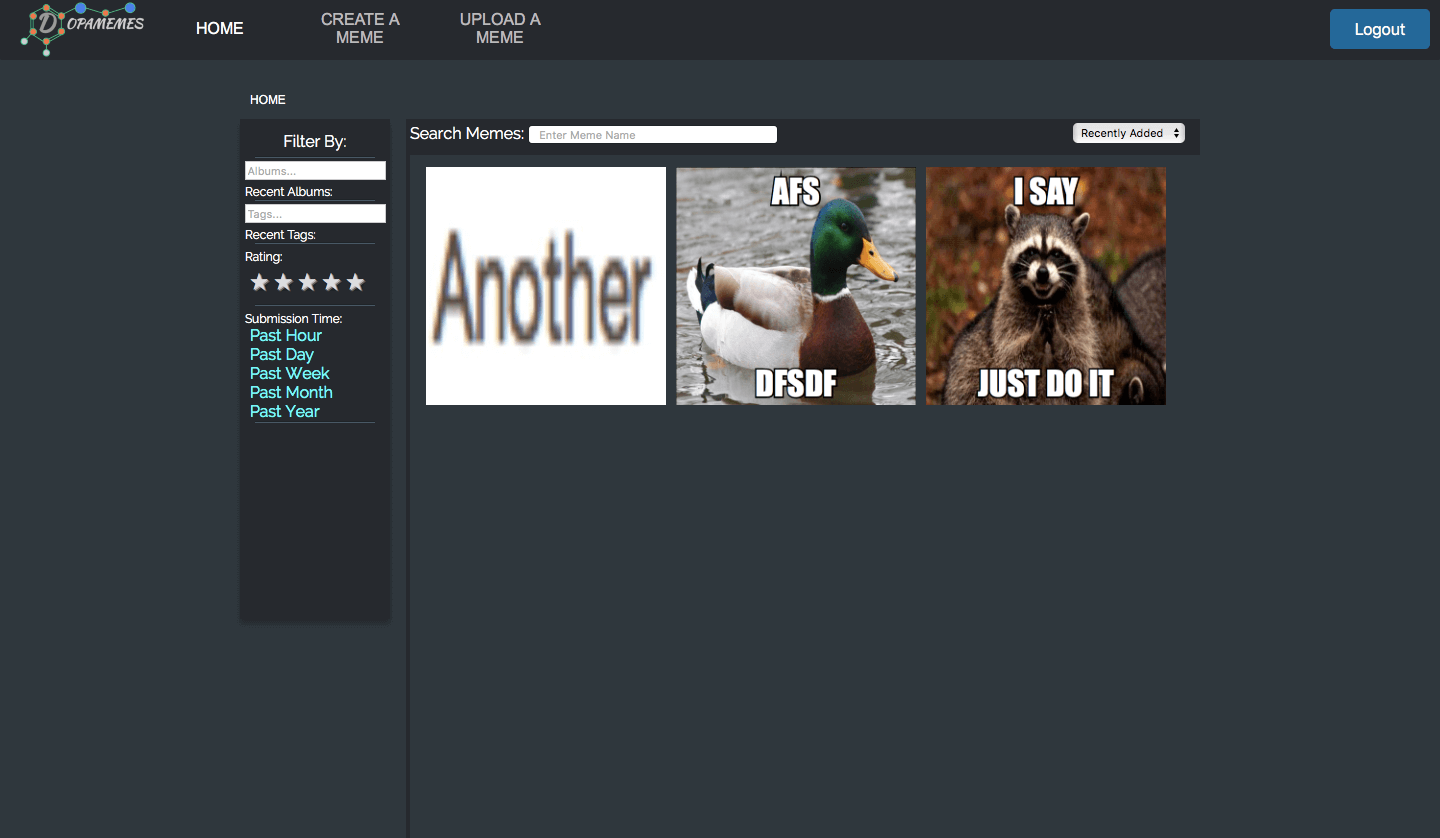 DOPAMEMES
HOME
CREATE A
MEME
UPLOAD A
MEME
Logout
HOME
Filter By:
Albums...
Recent Albums:
Tags...
Recent Tags:
Rating:
Submission Time:
Past Hour
Past Day
Past Week
Past Month
Past Year
Search Memes: Enter Meme Name
Recently Added
Another
AFS
DFSDF
I SAY
JUST DO IT